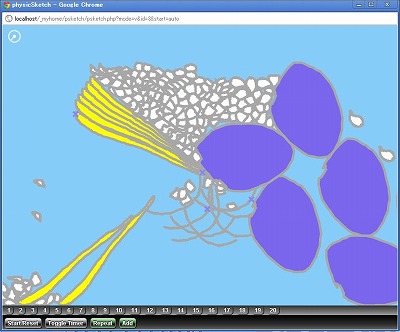 physicSketch - Google Chrome
localhost/_myhome/psketch/psketch.php?mode=v&id=3&start=auto
1 2 3 4 5 6 7 8 9 10 11 12 13 14 15 16 17 18 19 20
Start/Reset Toggle Timer Repeat Add